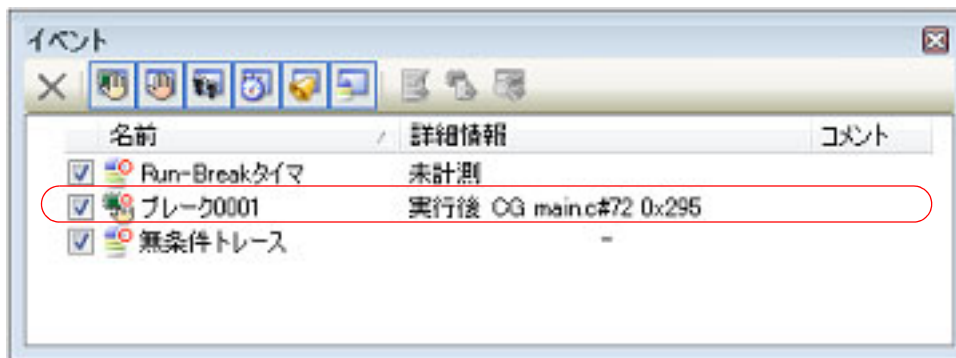 イベント
名前 詳細情報 コメント
Run-Breakタイマ 未計測
ブレーク0001 実行後 CG_main.c#72 0x295
無条件トレース -